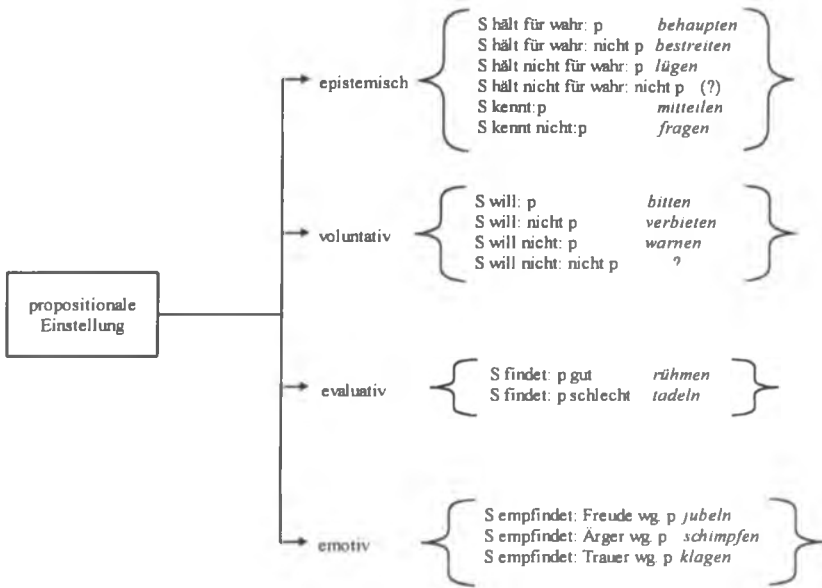 S hält für wahr: p behaupten
S hält für wahr: nicht p bestreiten
S hält nicht für wahr: p lügen
S hält nicht für wahr: nicht p (?)
S kennt:p mitteilen
S kennt nicht:p fragen
epistemisch
S will: p bitten
S will: nicht p verbieten
S will nicht: p warnen
S will nicht: nicht p ?
voluntativ
propositionale
Einstellung
S findet: p gut rühmen
S findet: p schlecht tadeln
evaluativ
S empfindet: Freude wg. p jubeln
S empfindet: Ärger wg. p schimpfen
S empfindet: Trauer wg. p klagen
emotiv